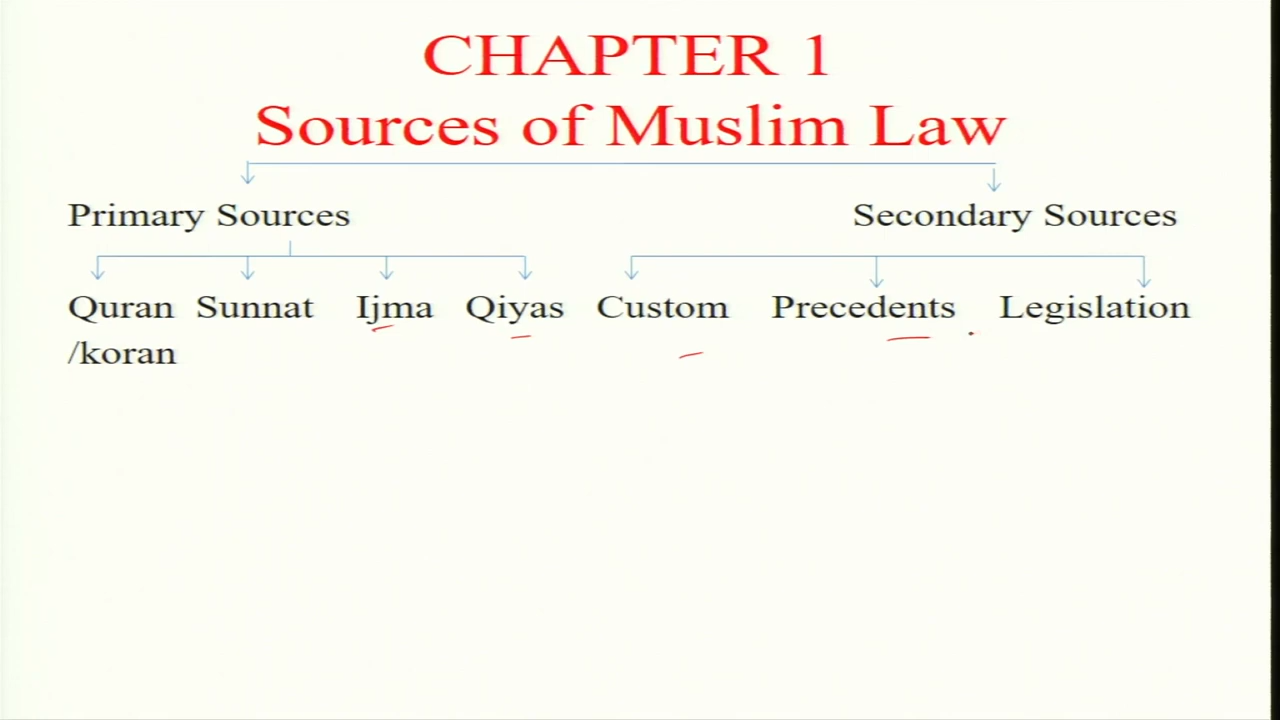 CHAPTER 1
Sources of Muslim Law
Primary Sources Secondary Sources
Quran Sunnat Ijma Qiyas Custom Precedents Legislation
/koran